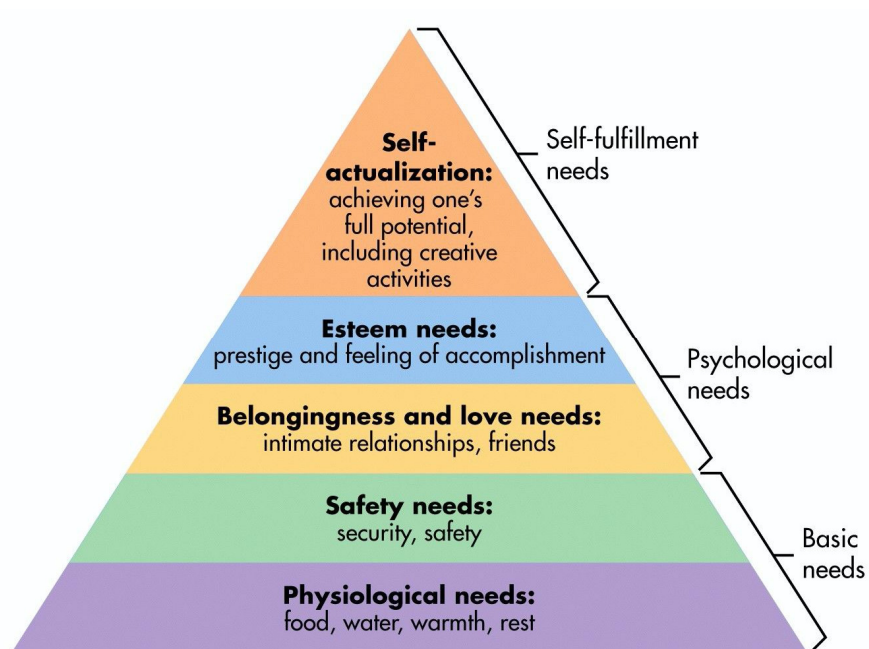 Self-
actualization:
achieving one's
full potential,
including creative
activities
Self-fulfillment
needs
Esteem needs:
prestige and feeling of accomplishment
Psychological
needs
Belongingness and love needs:
intimate relationships, friends
Safety needs:
security, safety
Basic
needs
Physiological needs:
food, water, warmth, rest